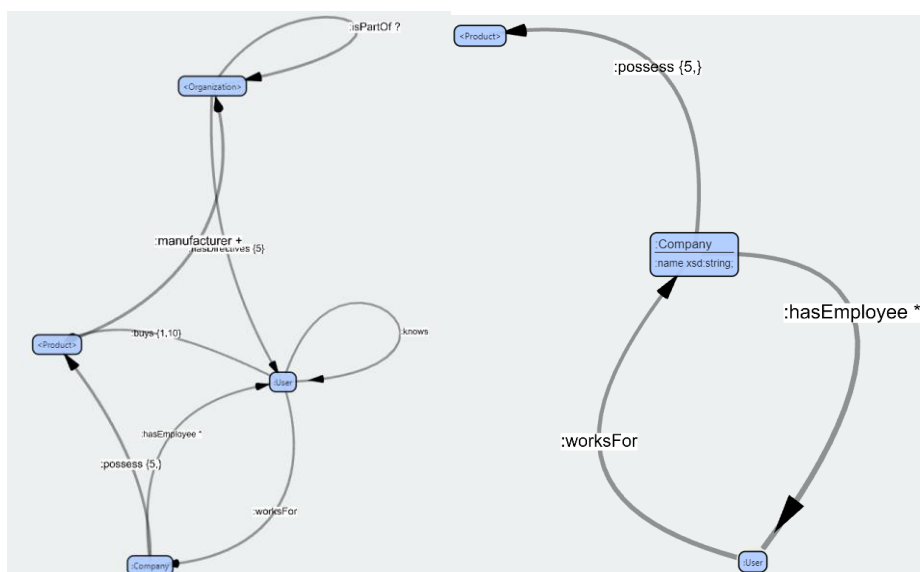 :isPartOf ?
<Organization>
:manufacturer +
:hasDirectives {5}
<Product>
:buys {1,10}
:knows
:User
:hasEmployee *
:possess {5,}
:worksFor
:Company
<Product>
:possess {5,}
:Company
:name xsd:string;
:hasEmployee *
:worksFor
:User